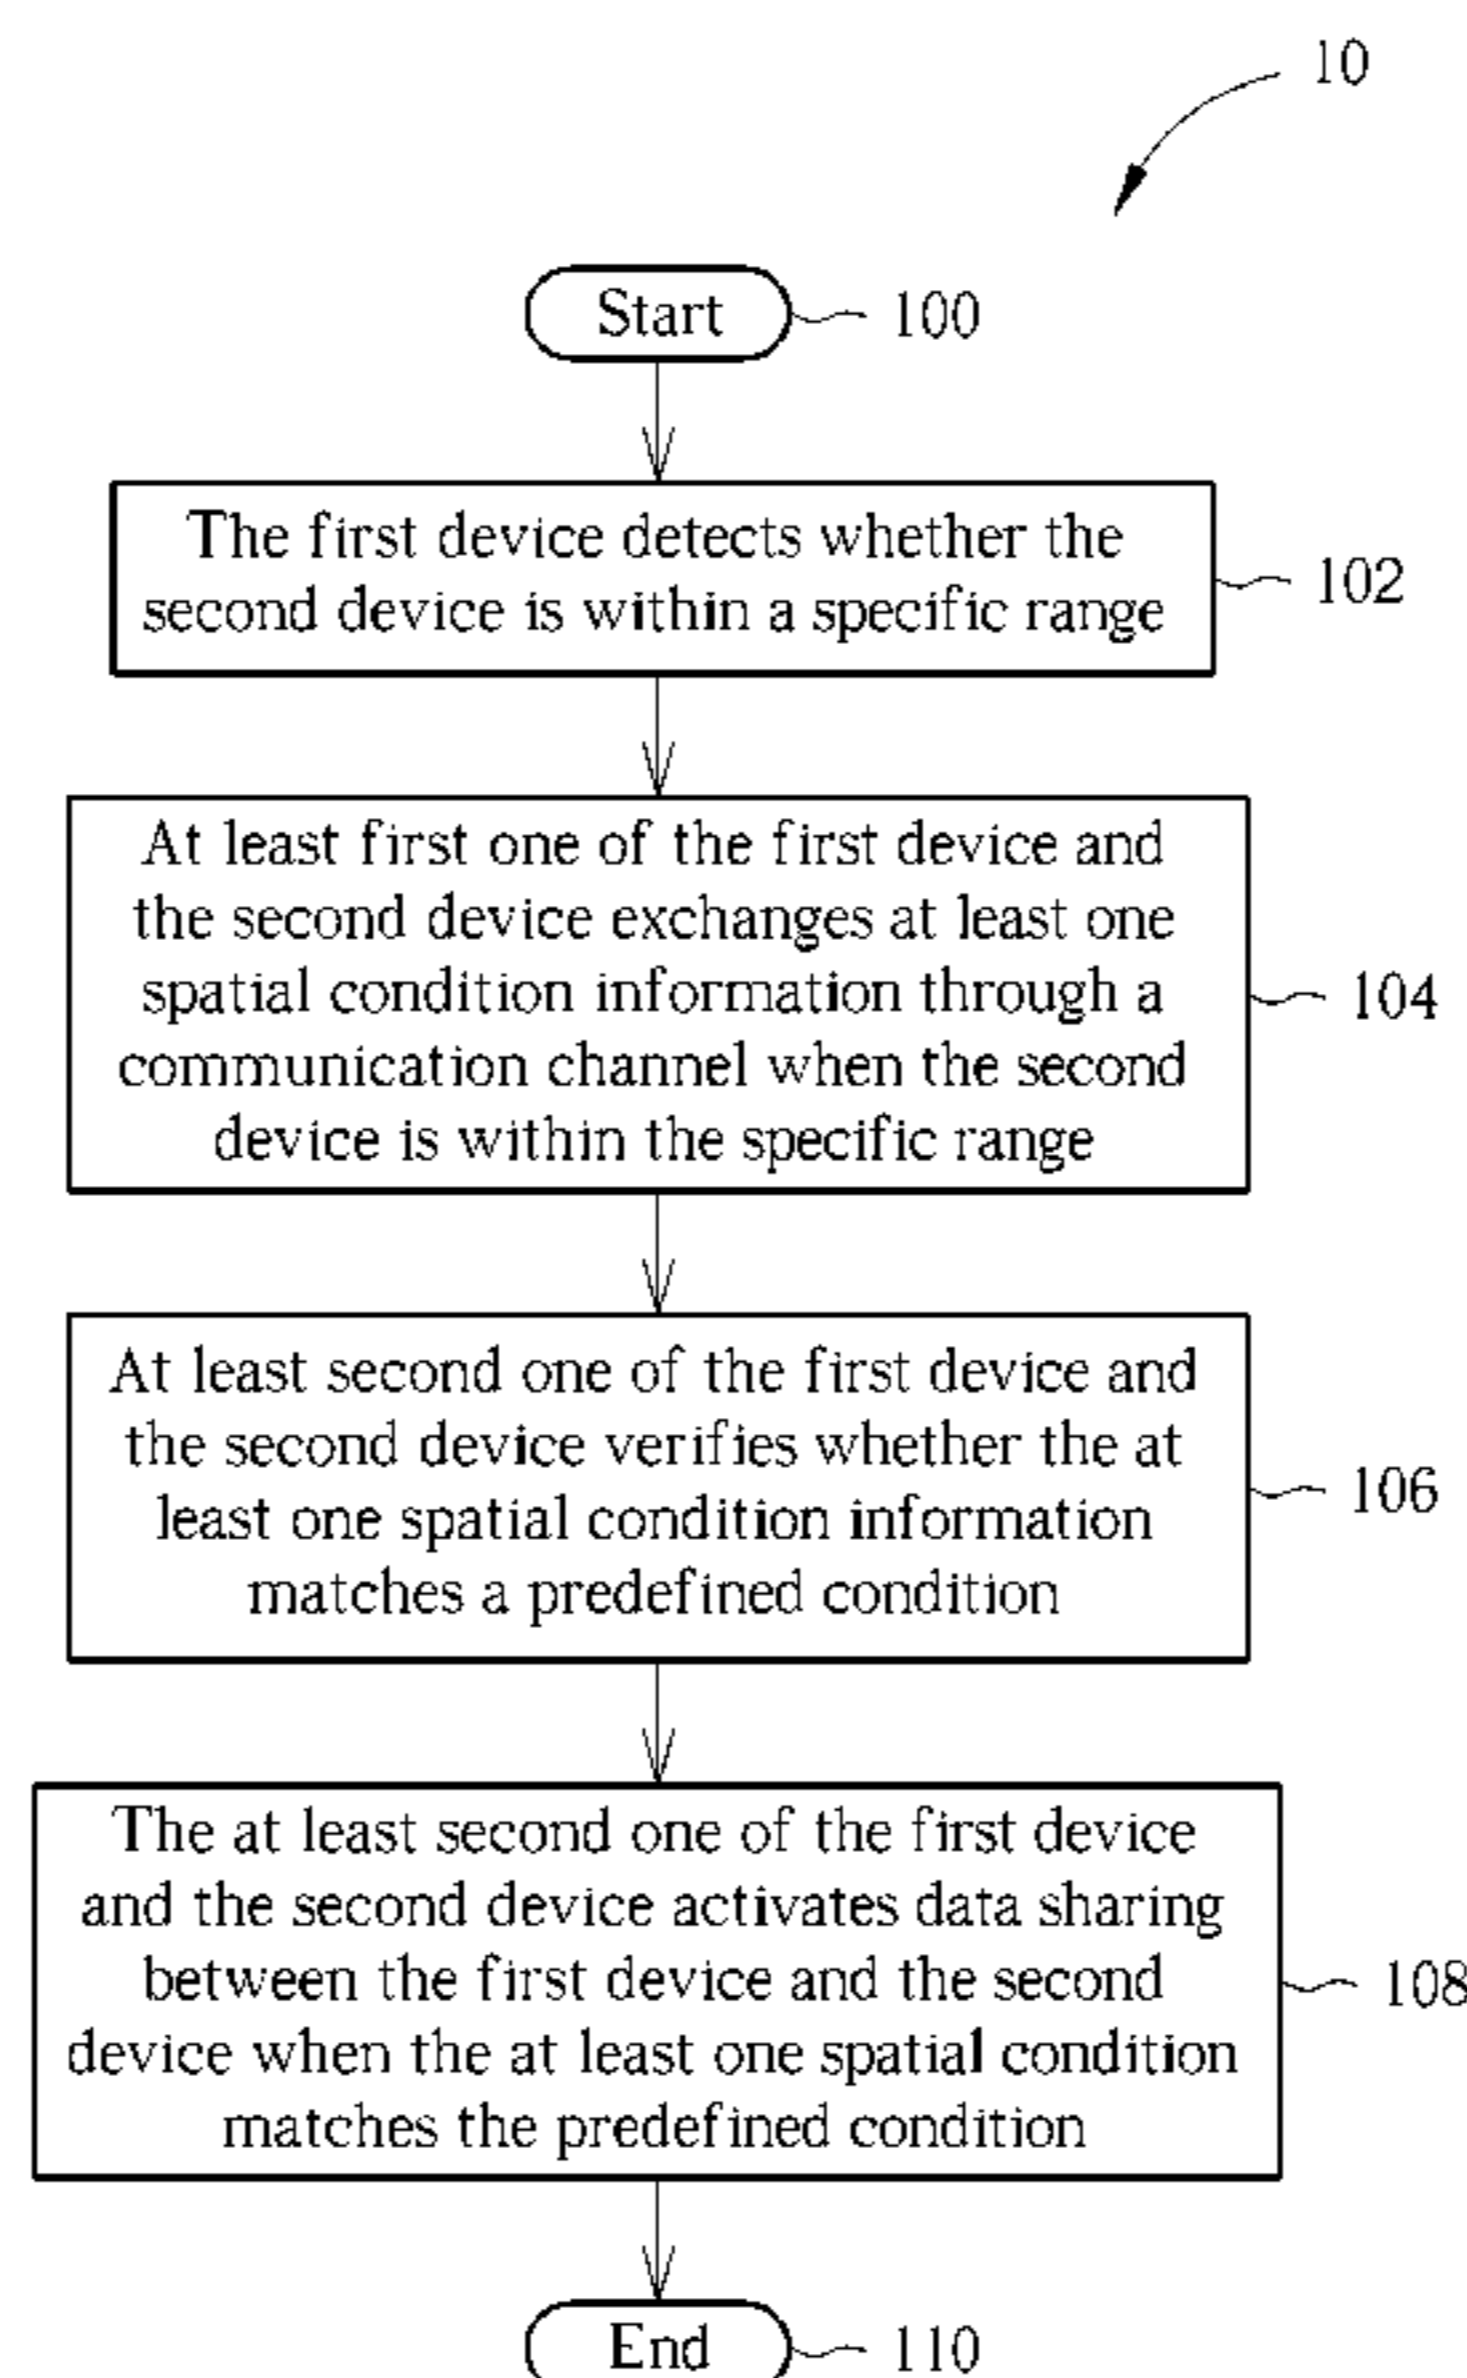 10
Start
100
The first device detects whether the
second device is within a specific range
102
At least first one of the first device and
the second device exchanges at least one
spatial condition information through a
communication channel when the second
device is within the specific range
104
At least second one of the first device and
the second device verifies whether the at
least one spatial condition information
matches a predefined condition
106
The at least second one of the first device
and the second device activates data sharing
between the first device and the second
device when the at least one spatial condition
matches the predefined condition
108
End
110